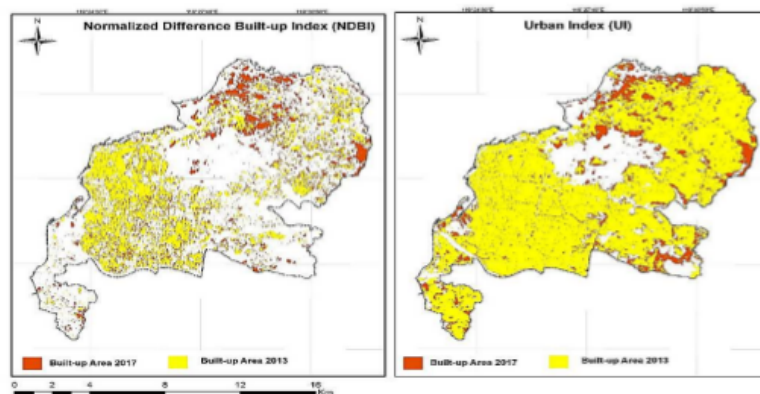 Normalized Difference Built-up Index (NDBI)
Urban Index (UI)
Built-up Area 2017
Built-up Area 2013
Built-up Area 2017
Built-up Area 2013
0 2 4 8 12 16
Km